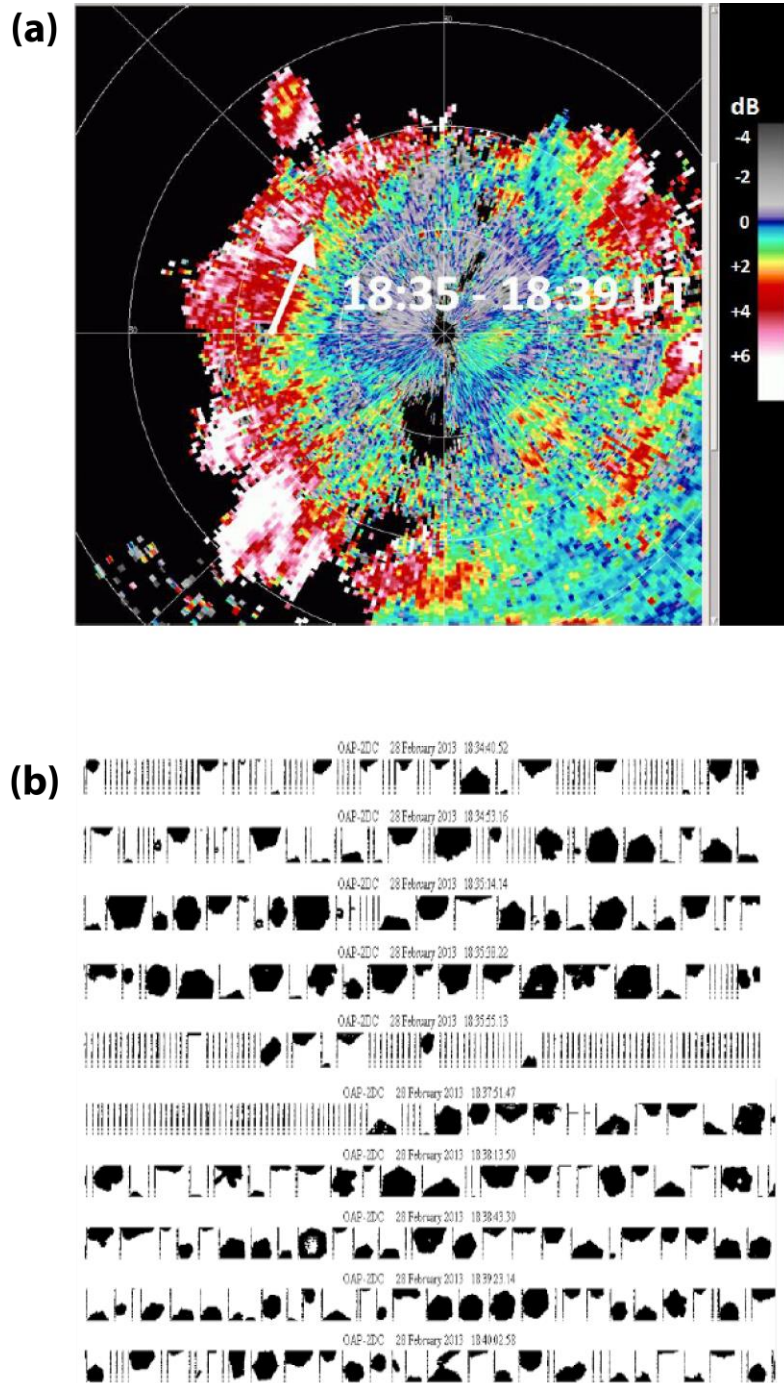 (a)
dB
-4
-2
0
+2
+4
+6
18:35 - 18:39 UT
(b)
OAP-2DC 28 February 2013 18:34:40.52
OAP-2DC 28 February 2013 18:34:53.16
OAP-2DC 28 February 2013 18:35:14.14
OAP-2DC 28 February 2013 18:35:38.22
OAP-2DC 28 February 2013 18:35:55.13
OAP-2DC 28 February 2013 18:37:51.47
OAP-2DC 28 February 2013 18:38:13.50
OAP-2DC 28 February 2013 18:38:43.30
OAP-2DC 28 February 2013 18:39:23.14
OAP-2DC 28 February 2013 18:40:02.58